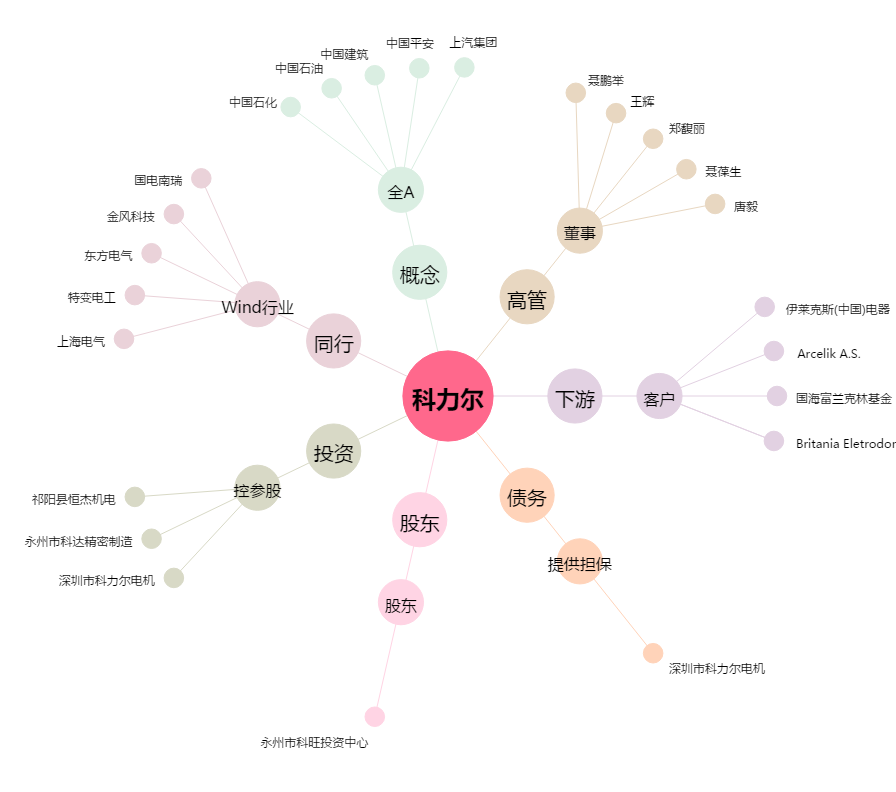 上汽集团
中国平安
中国建筑
中国石油
中国石化
聂鹏举
王辉
郑馥丽
聂葆生
唐毅
国电南瑞
金风科技
东方电气
特变电工
上海电气
全A
董事
概念
高管
Wind行业
同行
伊莱克斯(中国)电器
Arcelik A.S.
国海富兰克林基金
Britania Eletrodor
科力尔
下游
客户
投资
控参股
祁阳县恒杰机电
永州市科达精密制造
深圳市科力尔电机
债务
股东
提供担保
股东
深圳市科力尔电机
永州市科旺投资中心